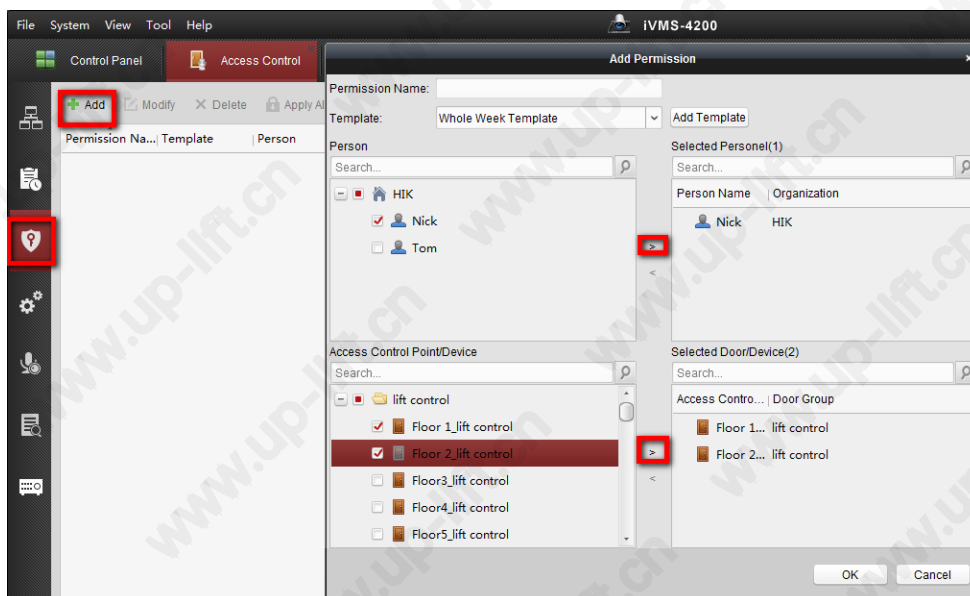 File System View Tool Help iVMS-4200
Control Panel Access Control Add Permission ×
Add Modify Delete Apply Al
Permission Na... Template Person
Permission Name:
Template: Whole Week Template Add Template
Person Selected Personel(1)
Search... Search...
HIK Person Name Organization
Nick Nick HIK
Tom
>
<
Access Control Point/Device Selected Door/Device(2)
Search... Search...
lift control Access Contro... Door Group
Floor 1_lift control Floor 1... lift control
Floor 2_lift control > Floor 2... lift control
Floor3_lift control <
Floor4_lift control
Floor5_lift control
OK Cancel
www.up-lift.cn